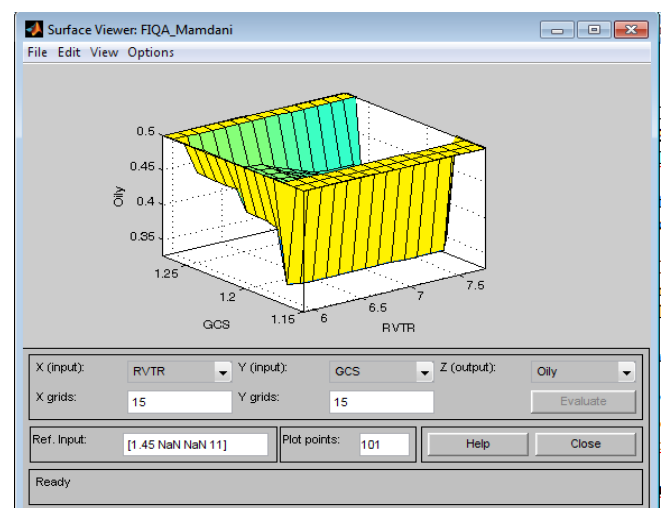 Surface Viewer: FIQA_Mamdani
File Edit View Options
0.5
0.45
0.4
0.35
Oily
1.25
1.2
1.15
GCS
6
6.5
7
7.5
RVTR
X (input): RVTR Y (input): GCS Z (output): Oily
X grids: 15 Y grids: 15 Evaluate
Ref. Input: [1.45 NaN NaN 11] Plot points: 101 Help Close
Ready